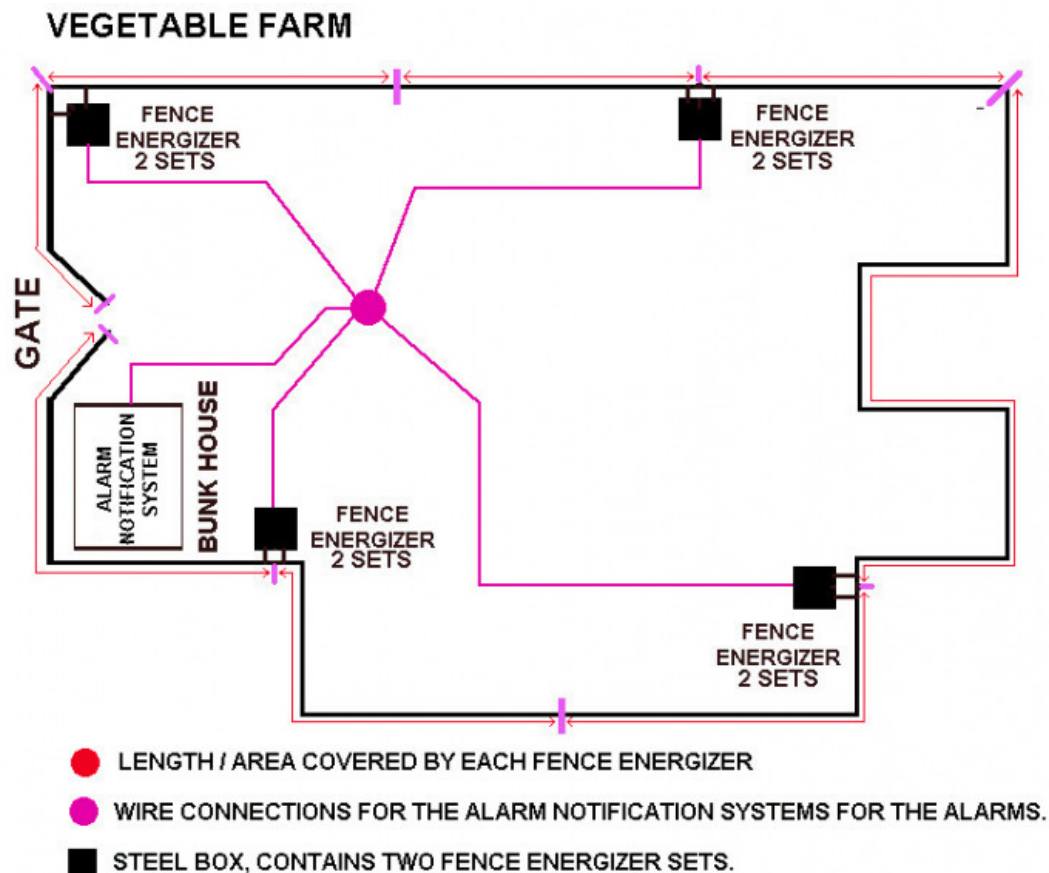 VEGETABLE FARM
FENCE
ENERGIZER
2 SETS
FENCE
ENERGIZER
2 SETS
GATE
ALARM
NOTIFICATION
SYSTEM
BUNK HOUSE
FENCE
ENERGIZER
2 SETS
FENCE
ENERGIZER
2 SETS
LENGTH / AREA COVERED BY EACH FENCE ENERGIZER
WIRE CONNECTIONS FOR THE ALARM NOTIFICATION SYSTEMS FOR THE ALARMS.
STEEL BOX, CONTAINS TWO FENCE ENERGIZER SETS.